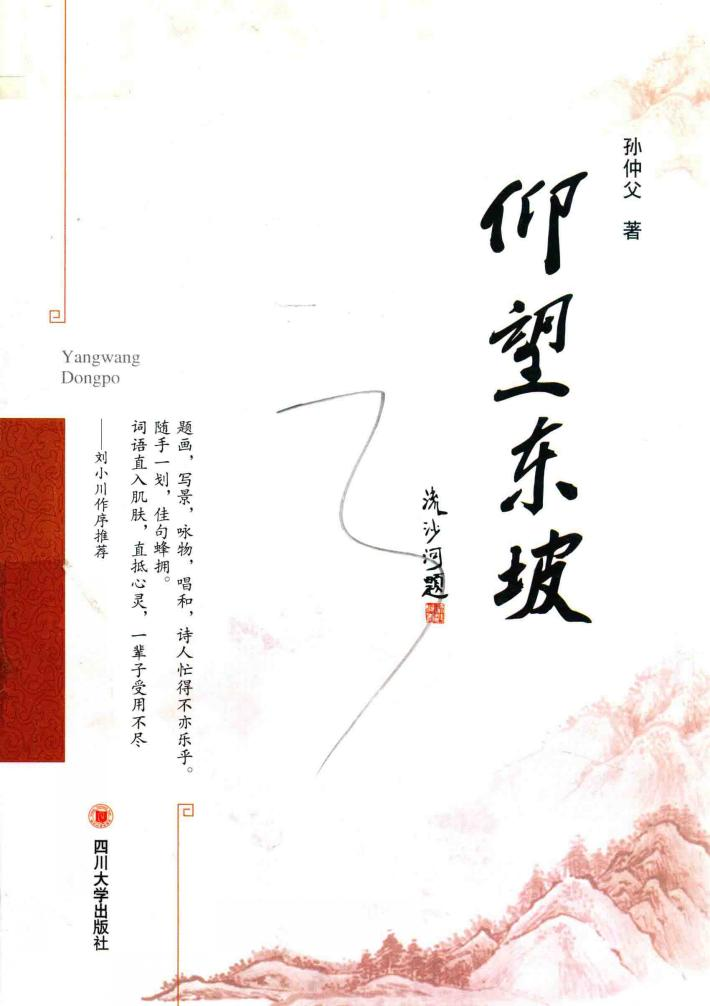 孙仲父 著
仰望东坡
流沙河题
Yangwang
Dongpo
题画，写景，咏物，唱和，诗人忙得不亦乐乎。
随手一划，佳句蜂拥。
词语直入肌肤，直抵心灵，一辈子受用不尽
——刘小川作序推荐
四川大学出版社